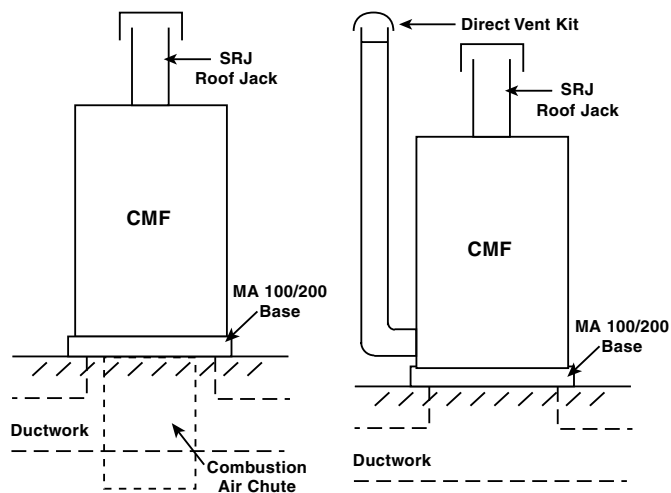 SRJ
Roof Jack
CMF
MA 100/200
Base
Ductwork
Combustion
Air Chute
Direct Vent Kit
SRJ
Roof Jack
CMF
MA 100/200
Base
Ductwork